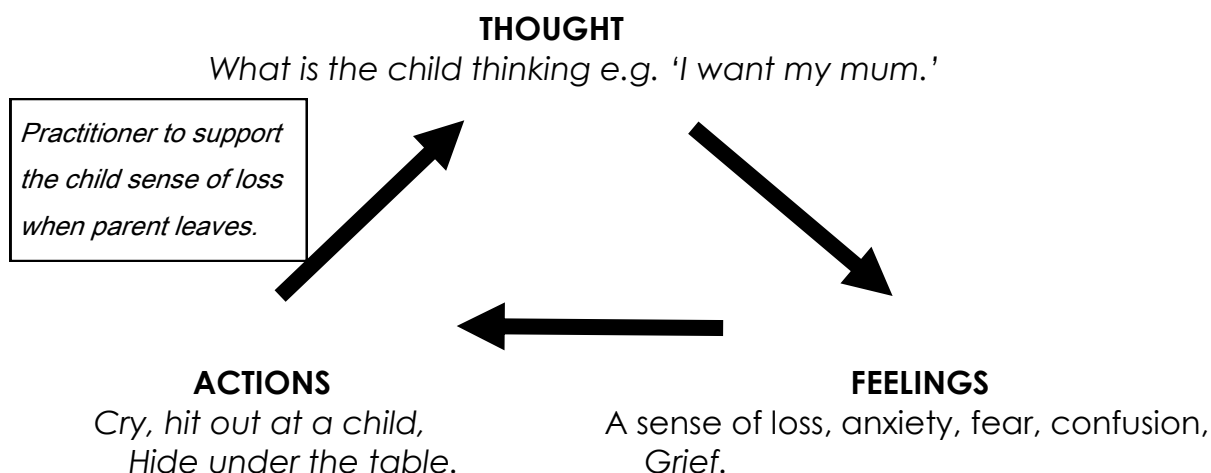 THOUGHT
What is the child thinking e.g. ‘I want my mum.’
Practitioner to support
the child sense of loss
when parent leaves.
ACTIONS
Cry, hit out at a child,
Hide under the table.
FEELINGS
A sense of loss, anxiety, fear, confusion,
Grief.